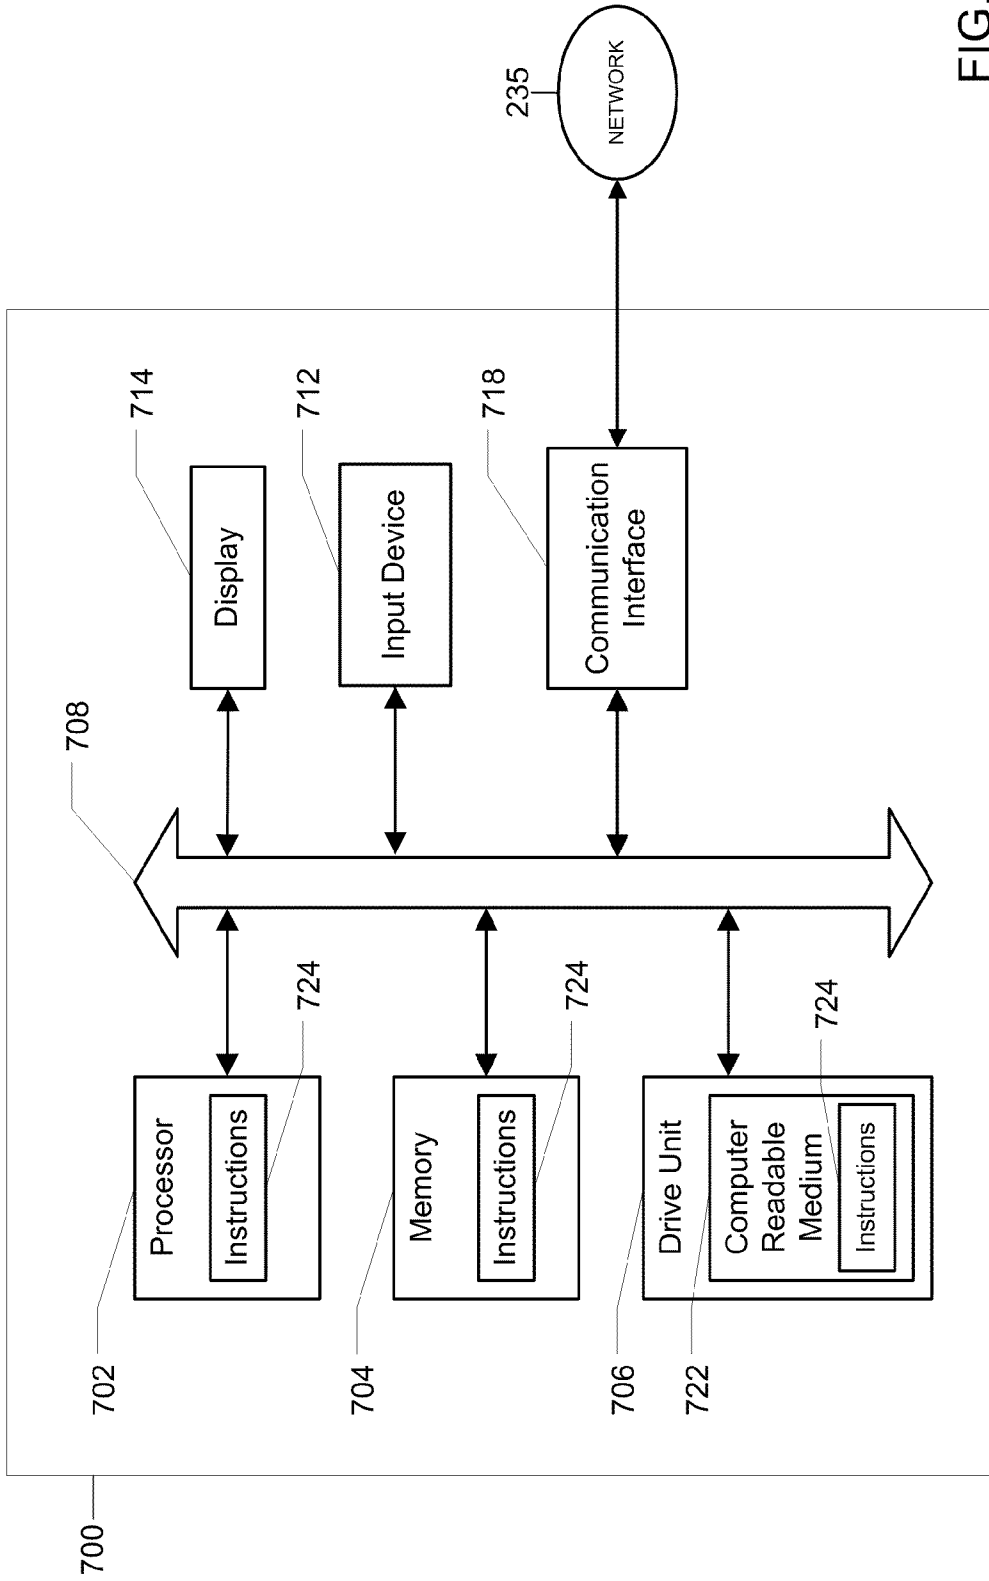 700
702
Processor
Instructions
724
704
Memory
Instructions
724
706
722
Drive Unit
Computer
Readable
Medium
Instructions
724
708
Display
714
Input Device
712
Communication
Interface
718
235
NETWORK
FIG.